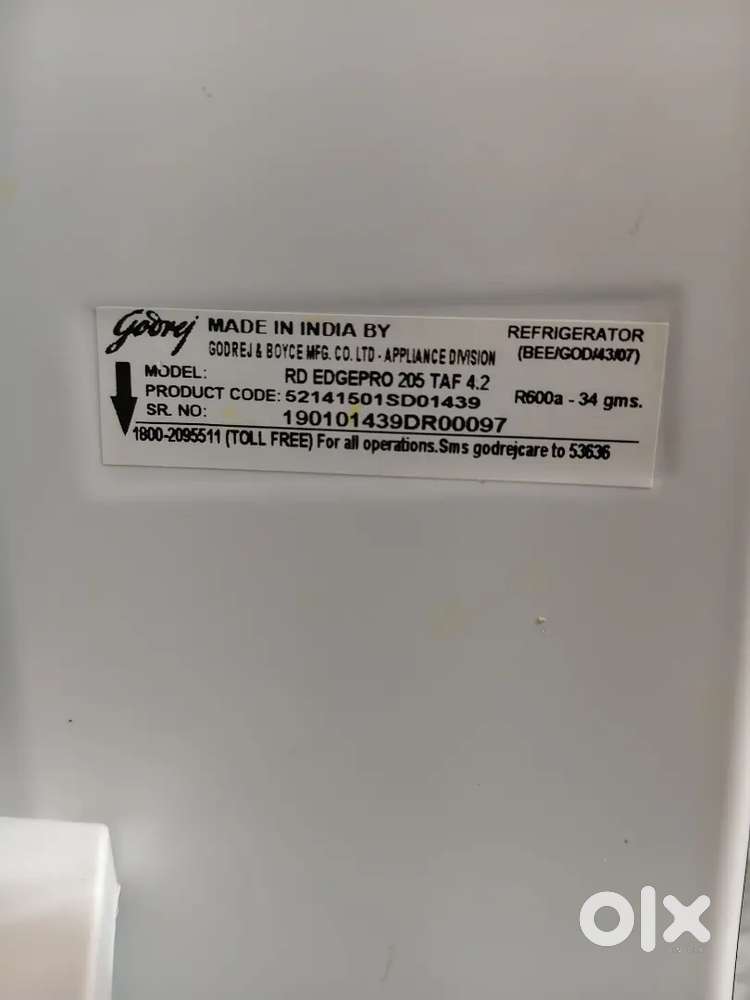 Godrej MADE IN INDIA BY
GODREJ & BOYCE MFG. CO. LTD - APPLIANCE DIVISION
REFRIGERATOR
(BEE/GOD/43/07)
MODEL: RD EDGEPRO 205 TAF 4.2
PRODUCT CODE: 52141501SD01439
R600a - 34 gms.
SR. NO: 190101439DR00097
1800-2095511 (TOLL FREE) For all operations.Sms godrejcare to 53636
olx